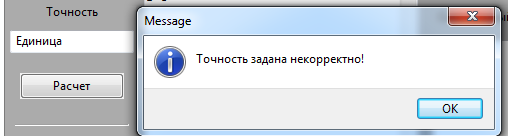 Точность
Message
Единица
Точность задана некорректно!
Расчет
OK